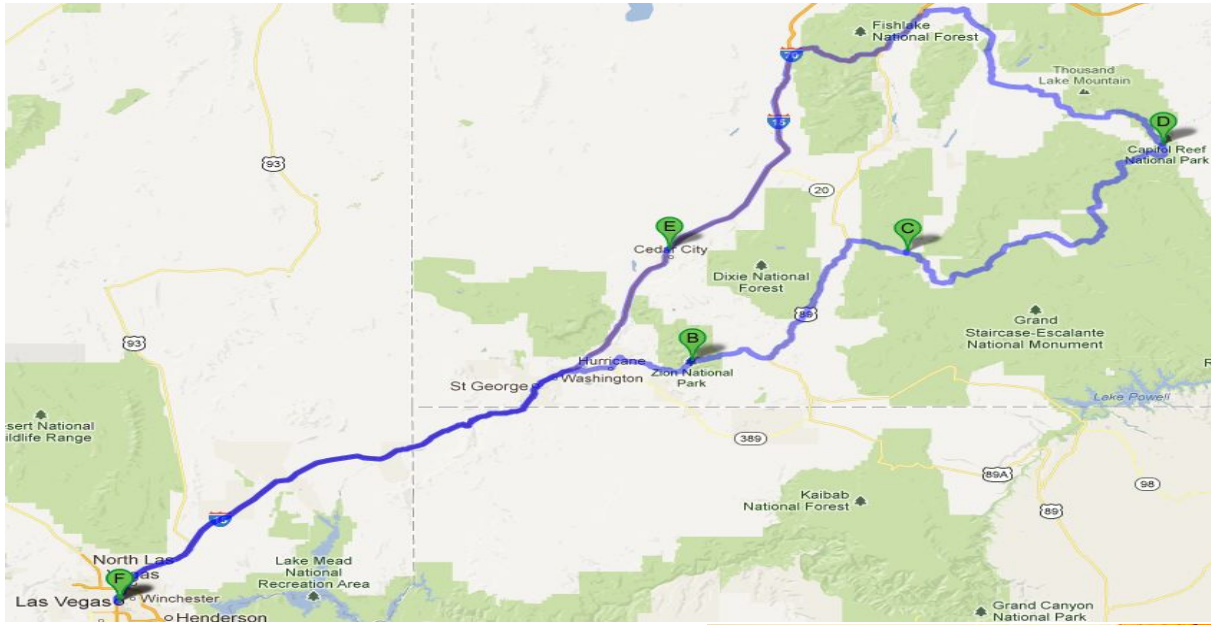 Fishlake
National Forest
70
Thousand
Lake Mountain
15
D
93
Capitol Reef
National Park
20
E
C
Cedar City
Dixie National
Forest
89
Grand
Staircase-Escalante
National Monument
93
B
Hurricane
Zion National
Park
St George
Washington
Lake Powell
R
esert National
ildlife Range
389
89A
98
Kaibab
National Forest
89
North Las
Vegas
F
Lake Mead
National
Recreation Area
Las Vegas
Winchester
Henderson
Grand Canyon
National Park